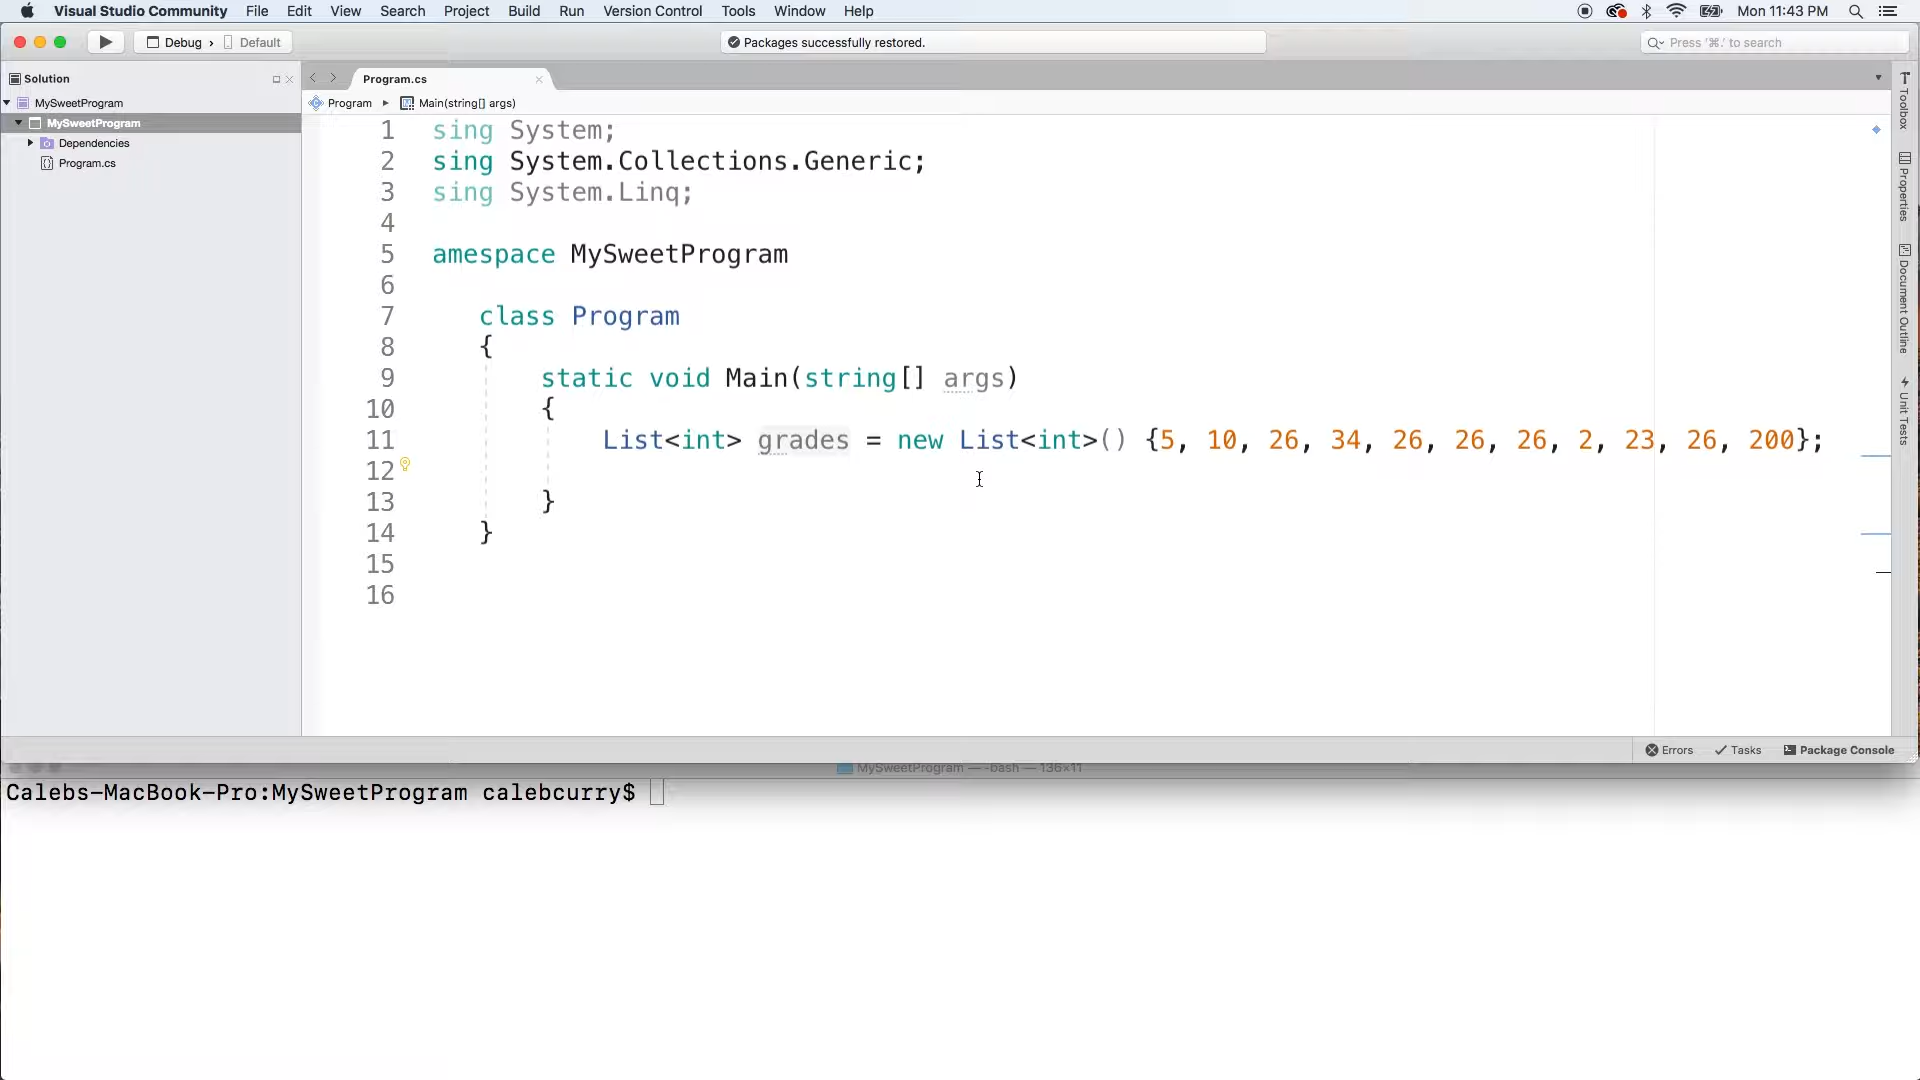 Visual Studio Community File Edit View Search Project Build Run Version Control Tools Window Help Mon 11:43 PM
Debug › Default Packages successfully restored. Press '⌘.' to search
Solution
MySweetProgram
MySweetProgram
Dependencies
Program.cs
Program.cs
Program ▸ Main(string[] args)
1 sing System;
2 sing System.Collections.Generic;
3 sing System.Linq;
4
5 amespace MySweetProgram
6
7 class Program
8 {
9 static void Main(string[] args)
10 {
11 List<int> grades = new List<int>() {5, 10, 26, 34, 26, 26, 26, 2, 23, 26, 200};
12
13 }
14 }
15
16
Toolbox
Properties
Document Outline
Unit Tests
Errors Tasks Package Console
MySweetProgram — -bash — 136×11
Calebs-MacBook-Pro:MySweetProgram calebcurry$